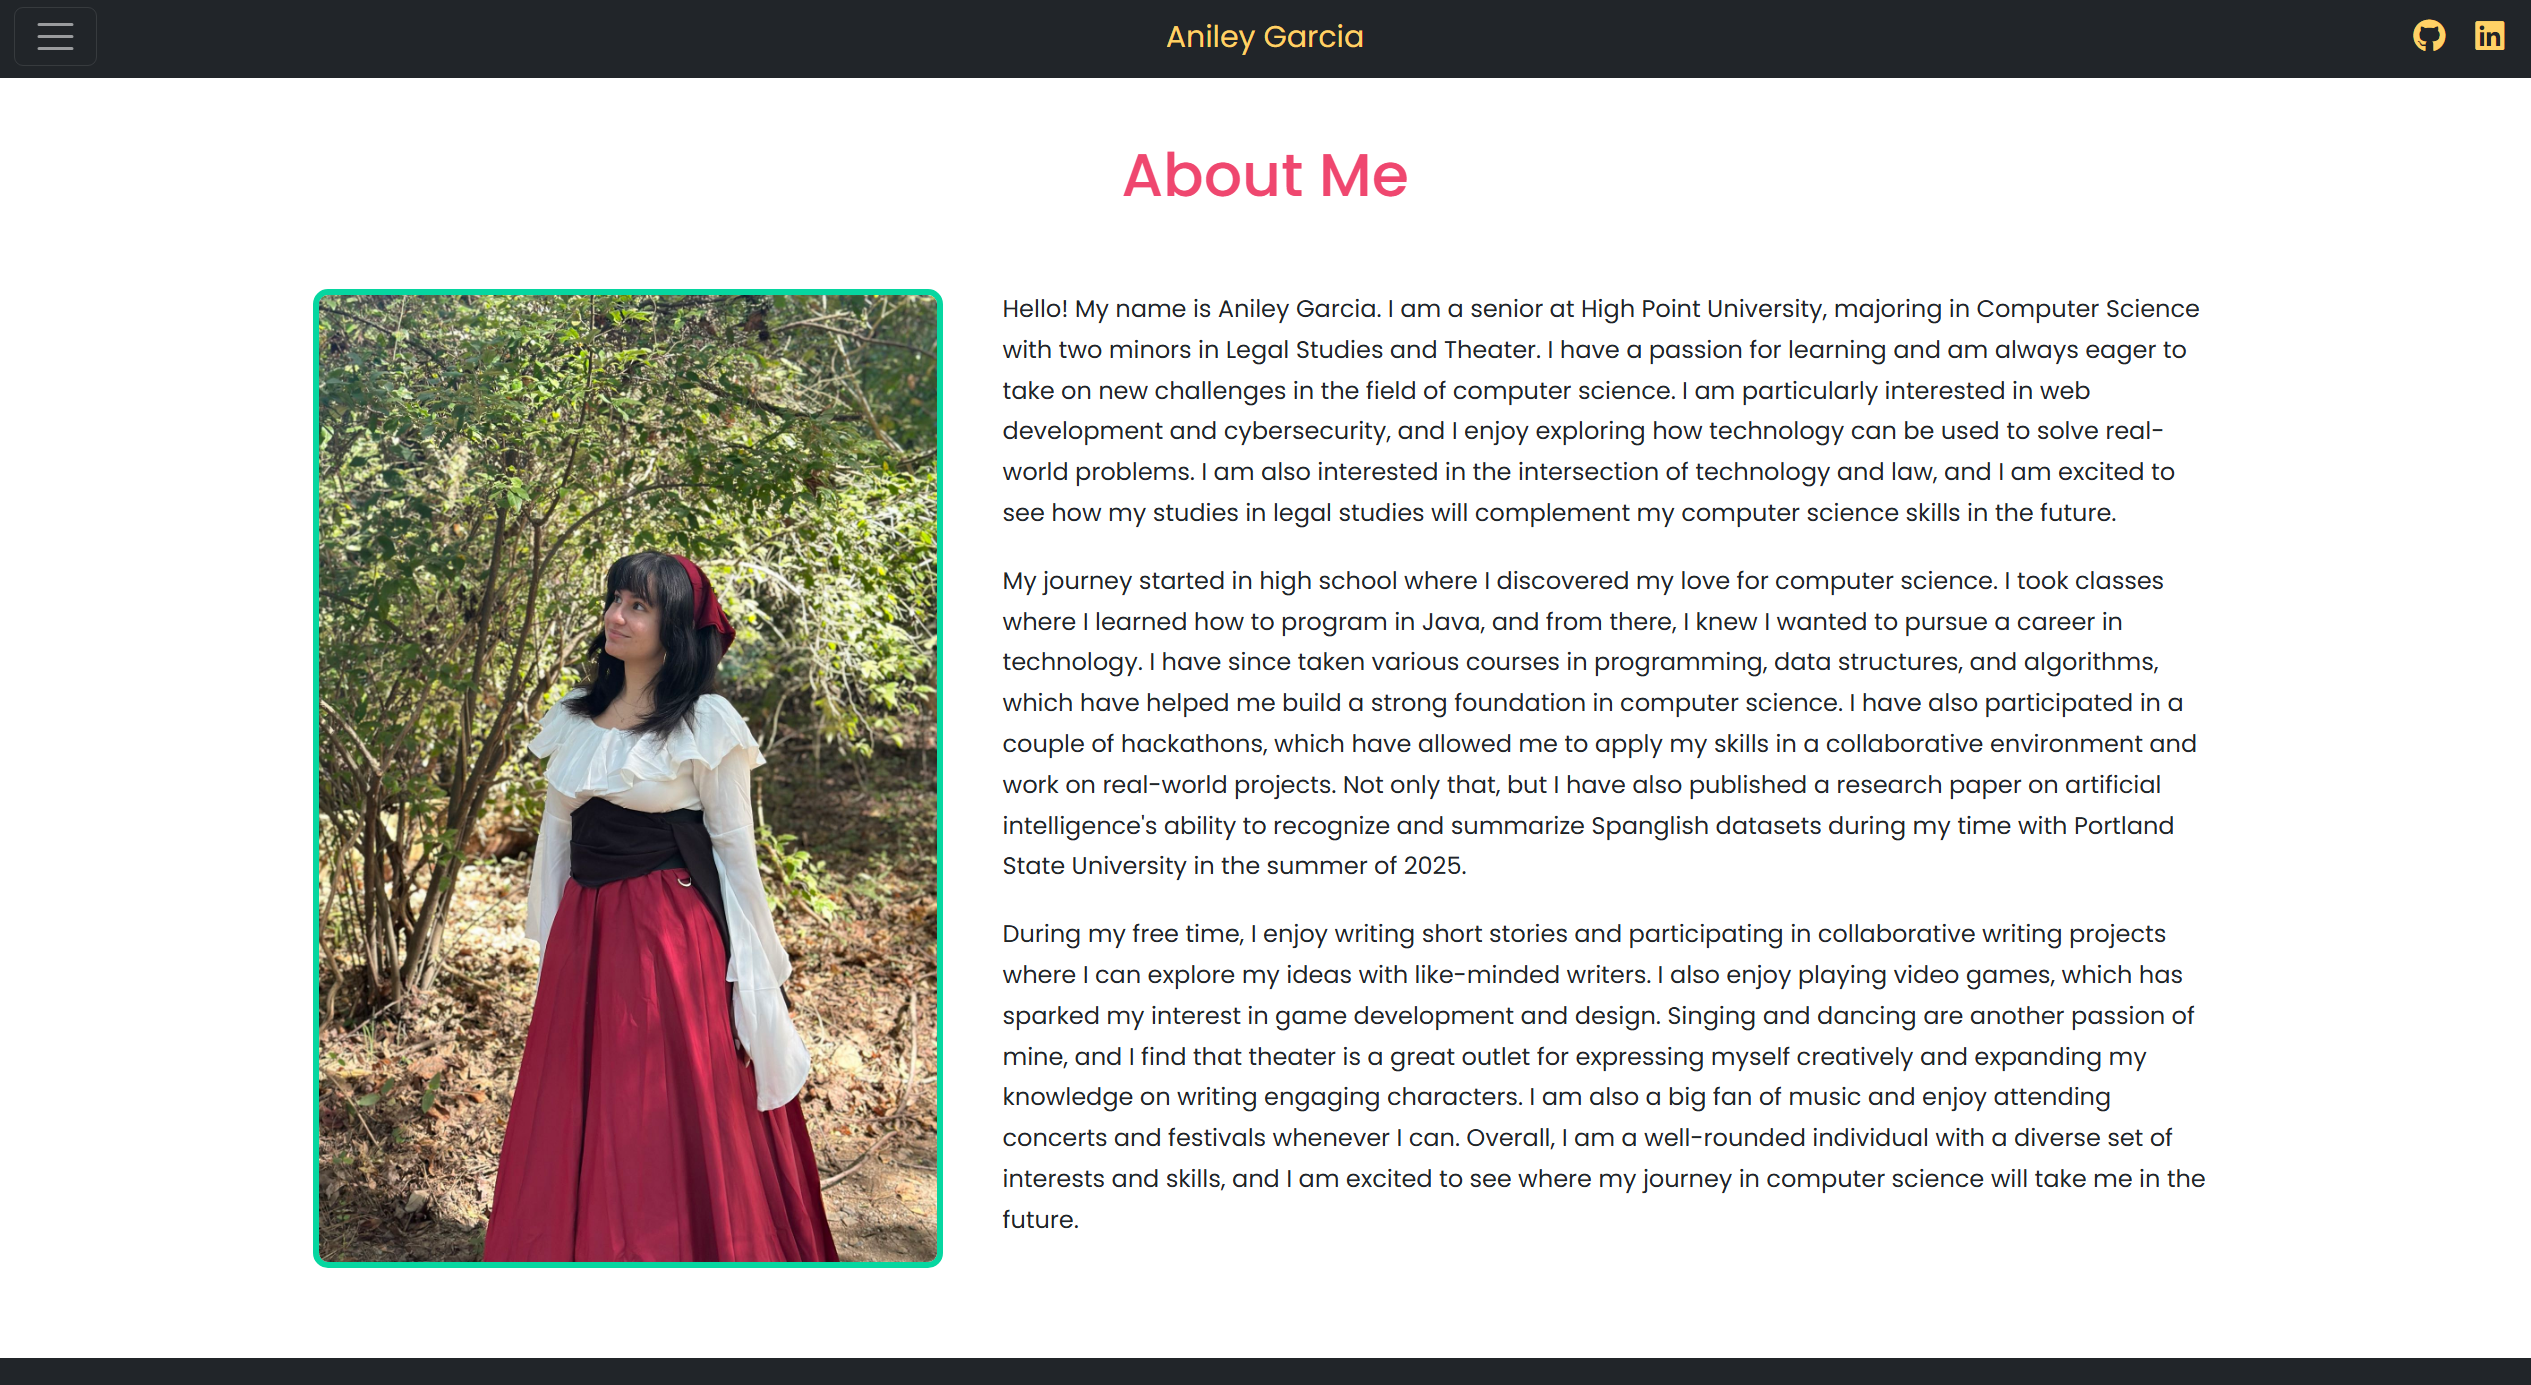 Aniley Garcia
in
About Me
Hello! My name is Aniley Garcia. I am a senior at High Point University, majoring in Computer Science
with two minors in Legal Studies and Theater. I have a passion for learning and am always eager to
take on new challenges in the field of computer science. I am particularly interested in web
development and cybersecurity, and I enjoy exploring how technology can be used to solve real-
world problems. I am also interested in the intersection of technology and law, and I am excited to
see how my studies in legal studies will complement my computer science skills in the future.
My journey started in high school where I discovered my love for computer science. I took classes
where I learned how to program in Java, and from there, I knew I wanted to pursue a career in
technology. I have since taken various courses in programming, data structures, and algorithms,
which have helped me build a strong foundation in computer science. I have also participated in a
couple of hackathons, which have allowed me to apply my skills in a collaborative environment and
work on real-world projects. Not only that, but I have also published a research paper on artificial
intelligence's ability to recognize and summarize Spanglish datasets during my time with Portland
State University in the summer of 2025.
During my free time, I enjoy writing short stories and participating in collaborative writing projects
where I can explore my ideas with like-minded writers. I also enjoy playing video games, which has
sparked my interest in game development and design. Singing and dancing are another passion of
mine, and I find that theater is a great outlet for expressing myself creatively and expanding my
knowledge on writing engaging characters. I am also a big fan of music and enjoy attending
concerts and festivals whenever I can. Overall, I am a well-rounded individual with a diverse set of
interests and skills, and I am excited to see where my journey in computer science will take me in the
future.